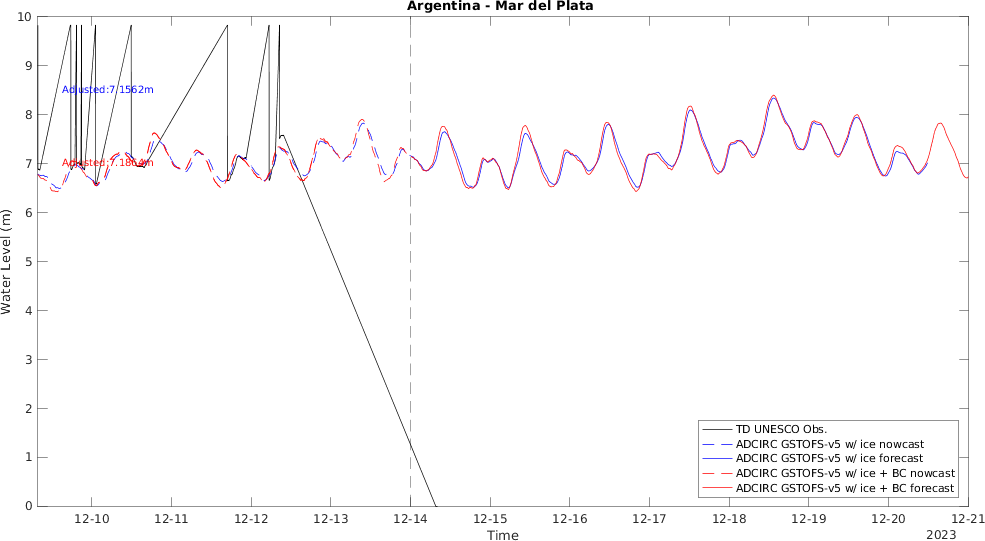 Argentina - Mar del Plata
10
9
8
7
6
5
4
3
2
1
0
Water Level (m)
Adjusted:7.1562m
Adjusted:7.1864m
TD UNESCO Obs.
ADCIRC GSTOFS-v5 w/ ice nowcast
ADCIRC GSTOFS-v5 w/ ice forecast
ADCIRC GSTOFS-v5 w/ ice + BC nowcast
ADCIRC GSTOFS-v5 w/ ice + BC forecast
12-10 12-11 12-12 12-13 12-14 12-15 12-16 12-17 12-18 12-19 12-20 12-21
Time
2023